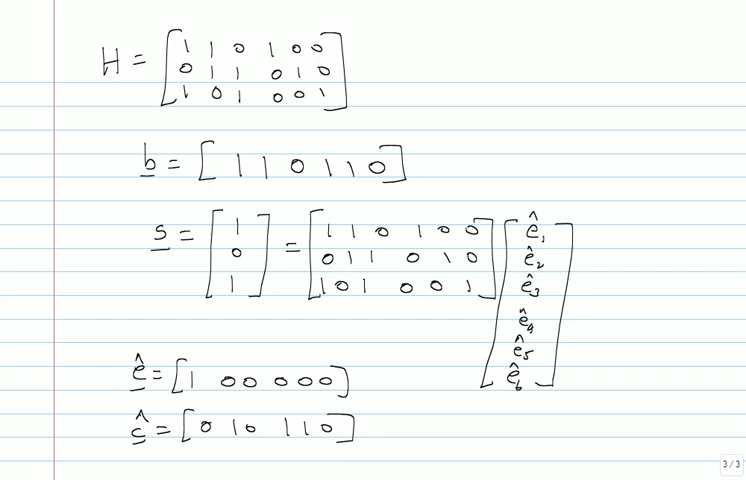 H = [ 1 1 0 1 0 0
0 1 1 0 1 0
1 0 1 0 0 1 ]
b = [ 1 1 0 1 1 0 ]
s = [ 1 0 1 ] = [ 1 1 0 1 0 0
0 1 1 0 1 0
1 0 1 0 0 1 ] [ ê₁ ê₂ ê₃ ê₄ ê₅ ê₆ ]
ê = [ 1 0 0 0 0 0 ]
ĉ = [ 0 1 0 1 1 0 ]
3 / 3